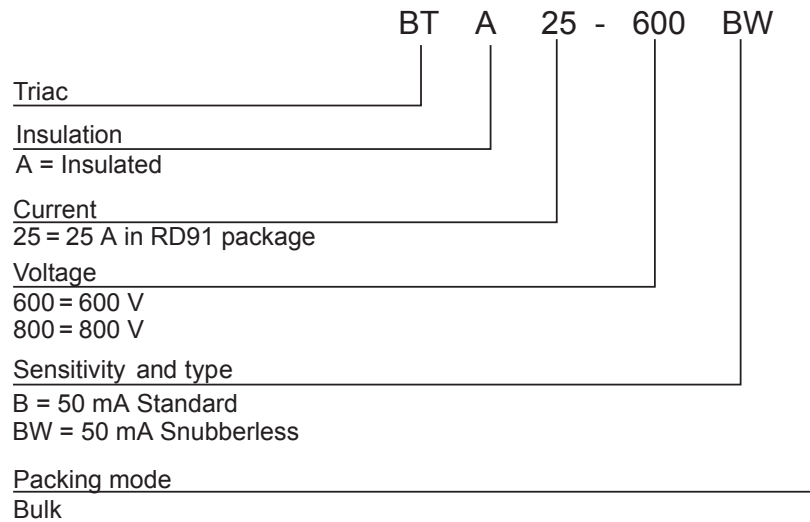 BT A 25 - 600 BW
Triac
Insulation
A = Insulated
Current
25 = 25 A in RD91 package
Voltage
600 = 600 V
800 = 800 V
Sensitivity and type
B = 50 mA Standard
BW = 50 mA Snubberless
Packing mode
Bulk